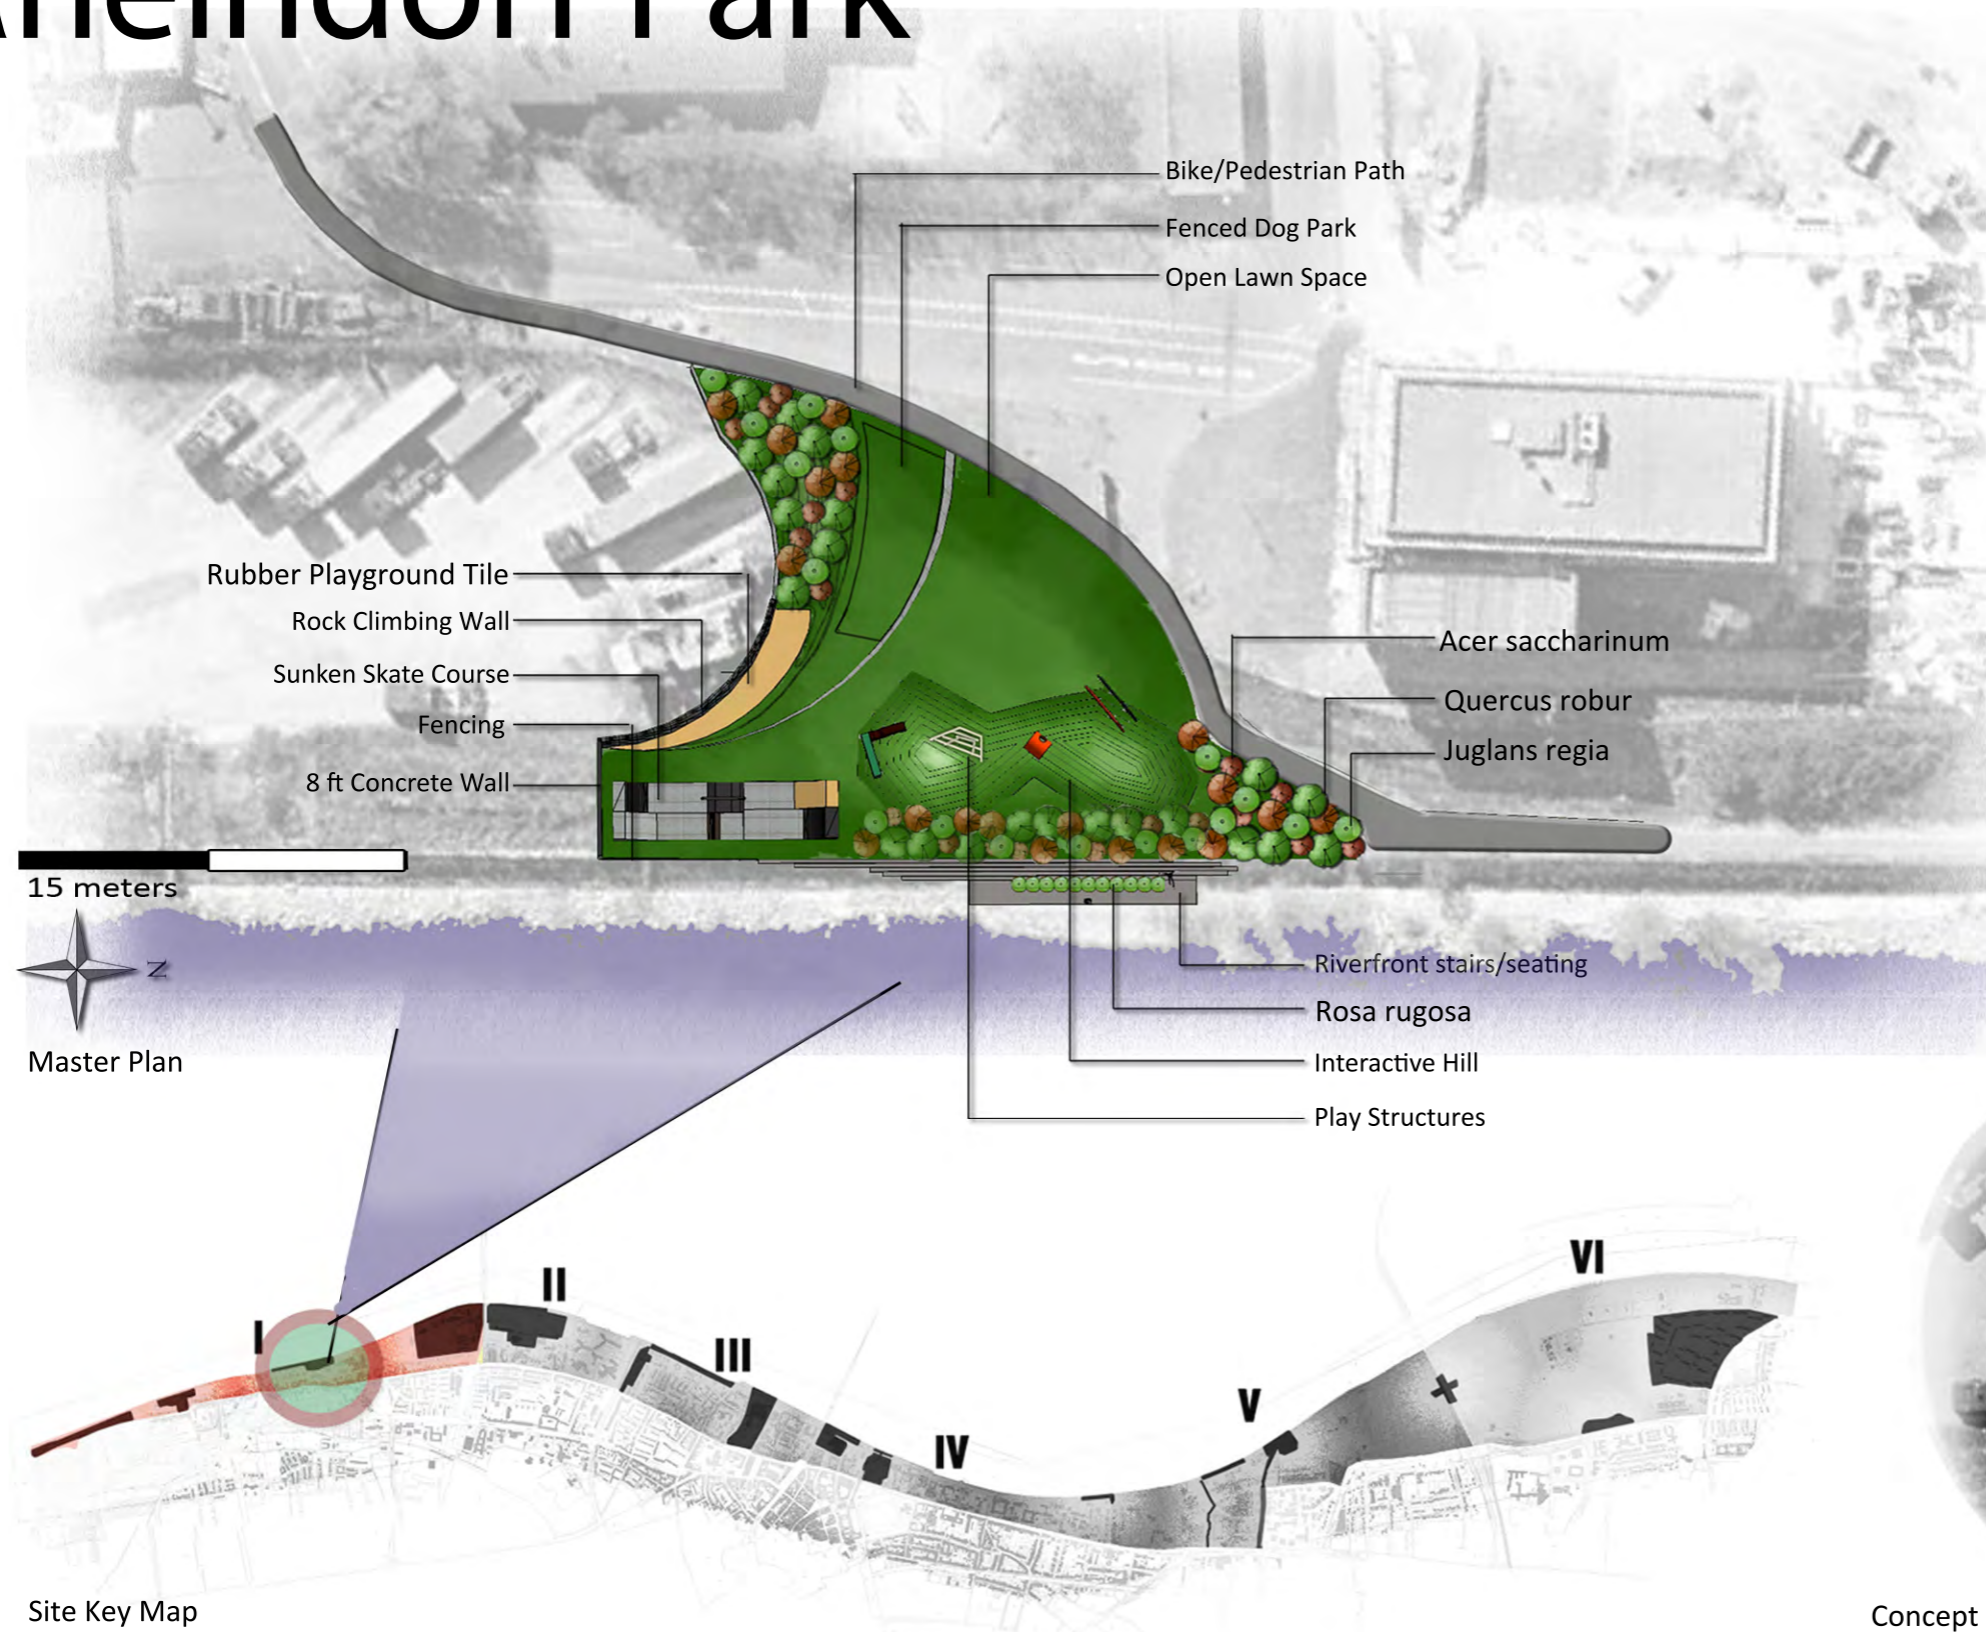 Park
Bike/Pedestrian Path
Fenced Dog Park
Open Lawn Space
Rubber Playground Tile
Rock Climbing Wall
Sunken Skate Course
Fencing
8 ft Concrete Wall
Acer saccharinum
Quercus robur
Juglans regia
15 meters
N
Master Plan
Riverfront stairs/seating
Rosa rugosa
Interactive Hill
Play Structures
I
II
III
IV
V
VI
Site Key Map
Concept